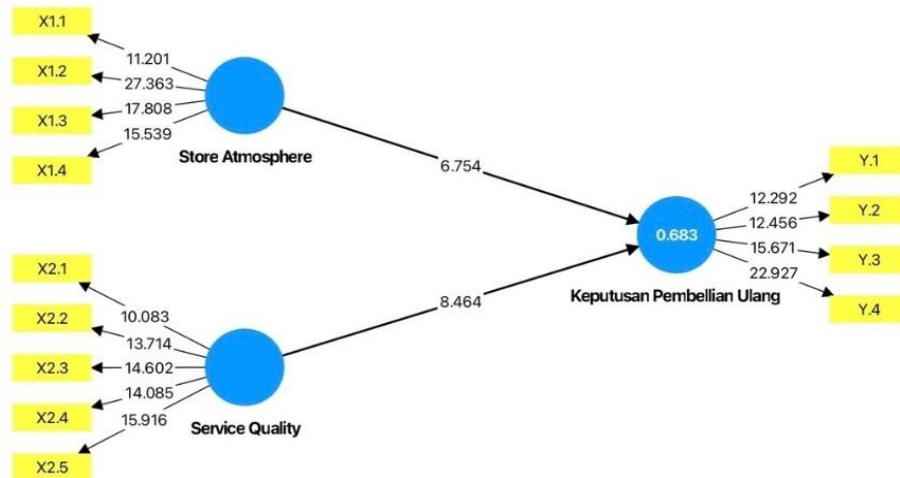 X1.1
X1.2
X1.3
X1.4
11.201
27.363
17.808
15.539
Store Atmosphere
6.754
X2.1
X2.2
X2.3
X2.4
X2.5
10.083
13.714
14.602
14.085
15.916
Service Quality
8.464
0.683
Keputusan Pembellian Ulang
12.292
12.456
15.671
22.927
Y.1
Y.2
Y.3
Y.4